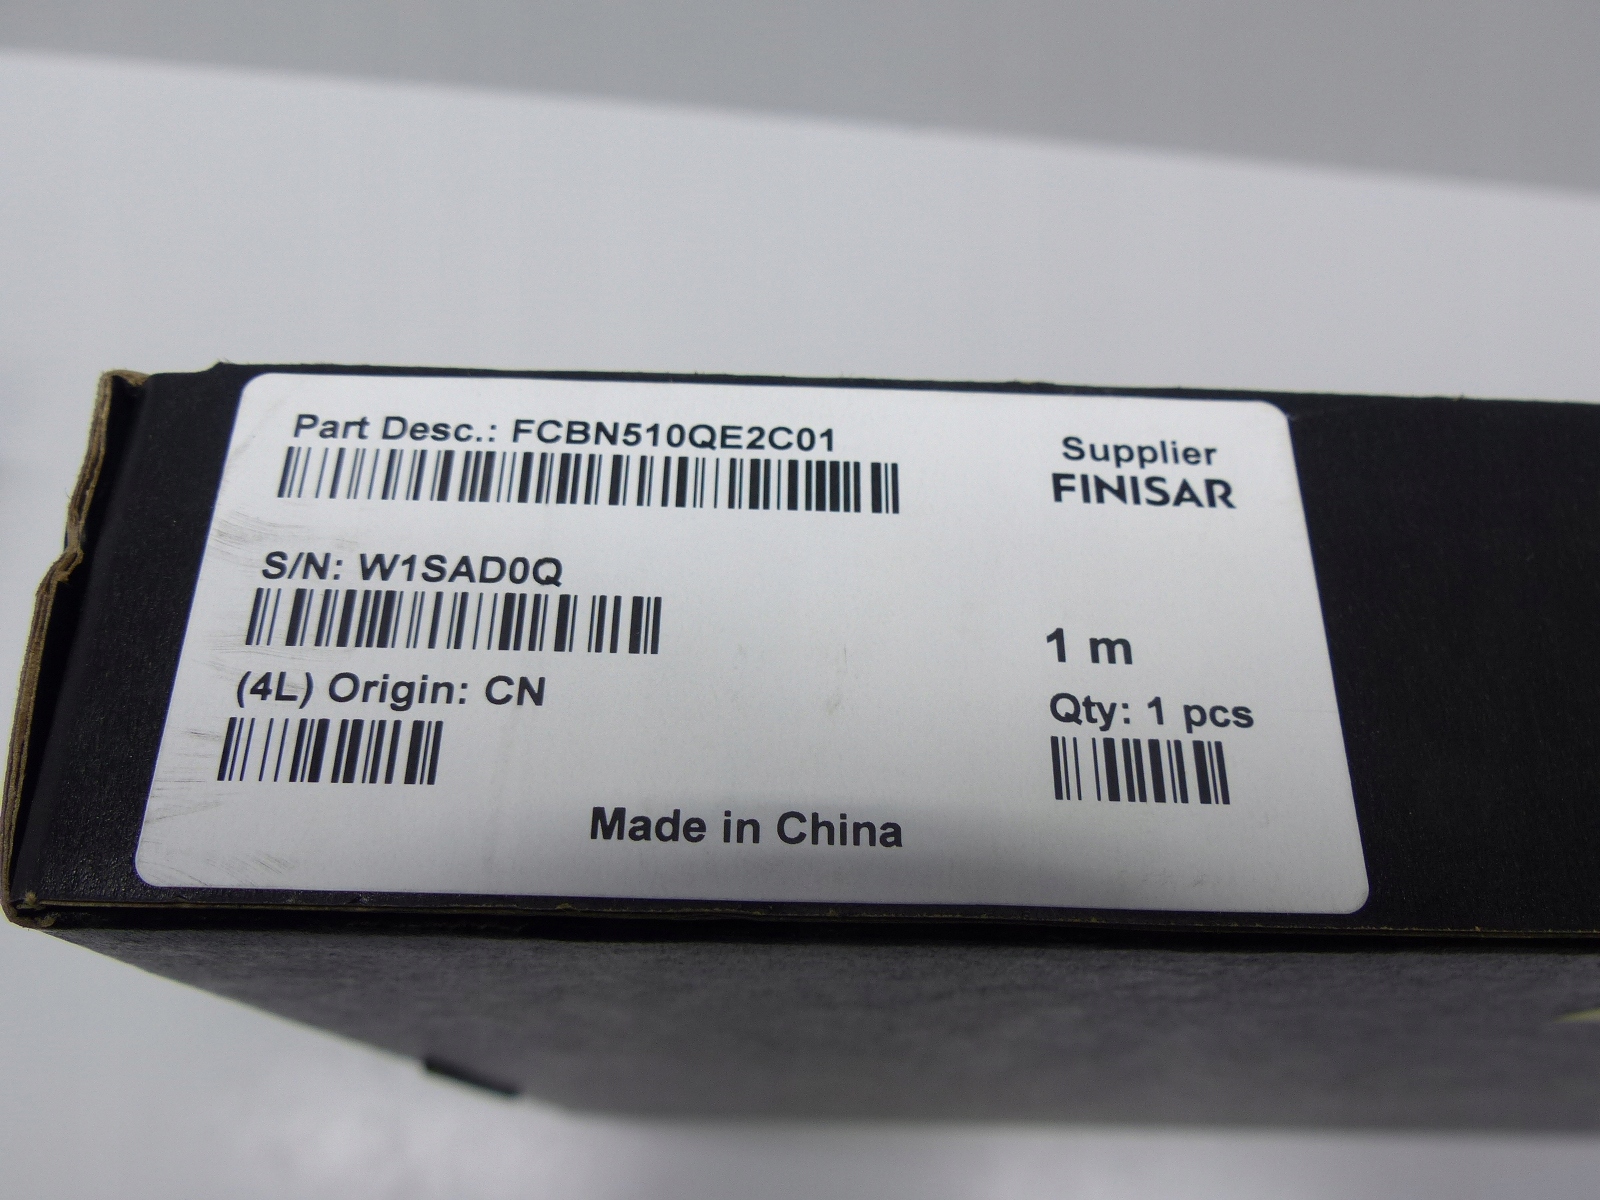 Part Desc.: FCBN510QE2C01
Supplier
FINISAR
S/N: W1SAD0Q
1 m
(4L) Origin: CN
Qty: 1 pcs
Made in China